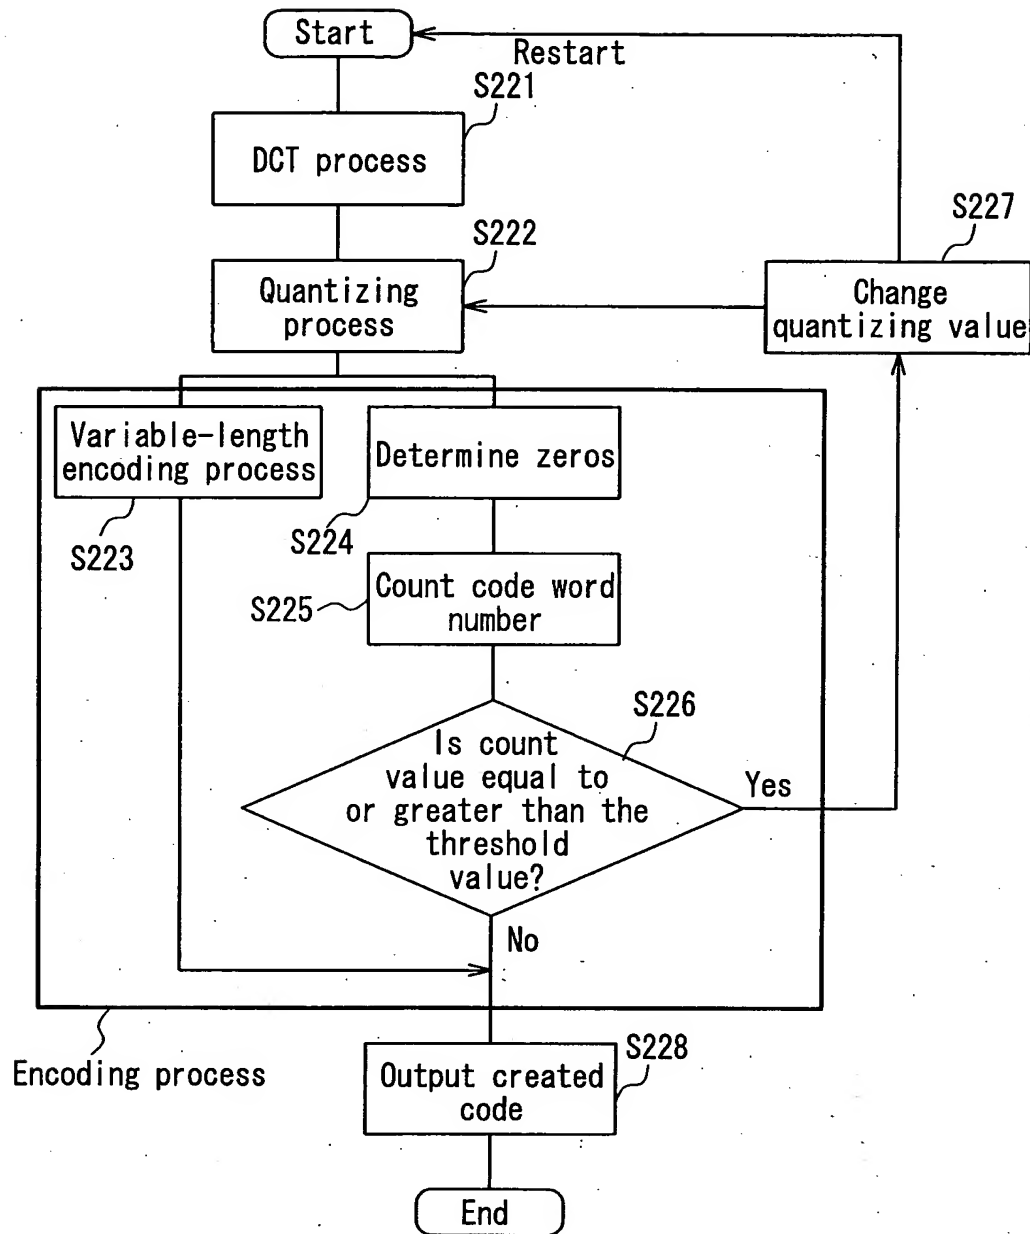 Start
Restart
S221
DCT process
S222
Quantizing
process
S227
Change
quantizing value
Variable-length
encoding process
S223
Determine zeros
S224
Count code word
number
S225
S226
Is count
value equal to
or greater than the
threshold
value?
Yes
No
Encoding process
S228
Output created
code
End